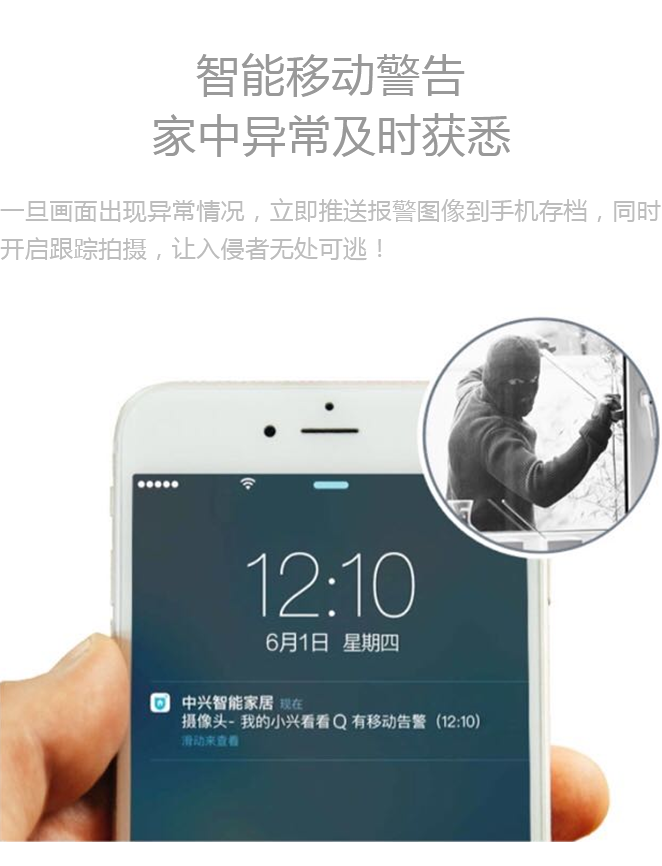 智能移动警告
家中异常及时获悉
一旦画面出现异常情况，立即推送报警图像到手机存档，同时
开启跟踪拍摄，让入侵者无处可逃！
12:10
6月1日 星期四
中兴智能家居 现在
摄像头- 我的小兴看看Q 有移动告警（12:10）
滑动来查看